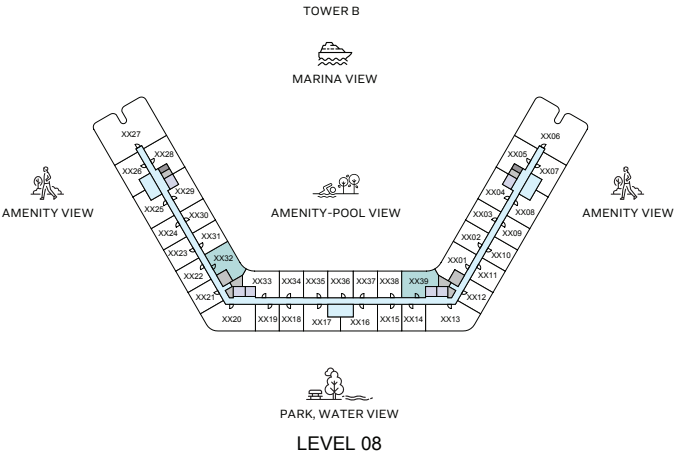 TOWER B
MARINA VIEW
XX27
XX06
XX28
XX05
XX26
XX07
AMENITY VIEW
AMENITY-POOL VIEW
AMENITY VIEW
XX29
XX04
XX25
XX08
XX30
XX03
XX24
XX09
XX31
XX02
XX23
XX10
XX32
XX01
XX22
XX11
XX33
XX34
XX35
XX36
XX37
XX38
XX39
XX21
XX12
XX20
XX19
XX18
XX17
XX16
XX15
XX14
XX13
PARK, WATER VIEW
LEVEL 08